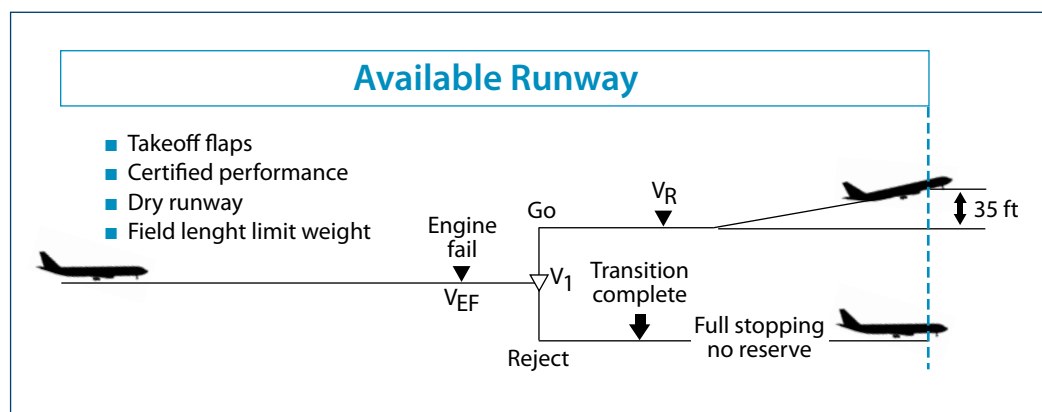 Available Runway
Takeoff flaps
Certified performance
Dry runway
Field lenght limit weight
Engine
fail
VEF
Go
V1
Reject
VR
Transition
complete
Full stopping
no reserve
35 ft